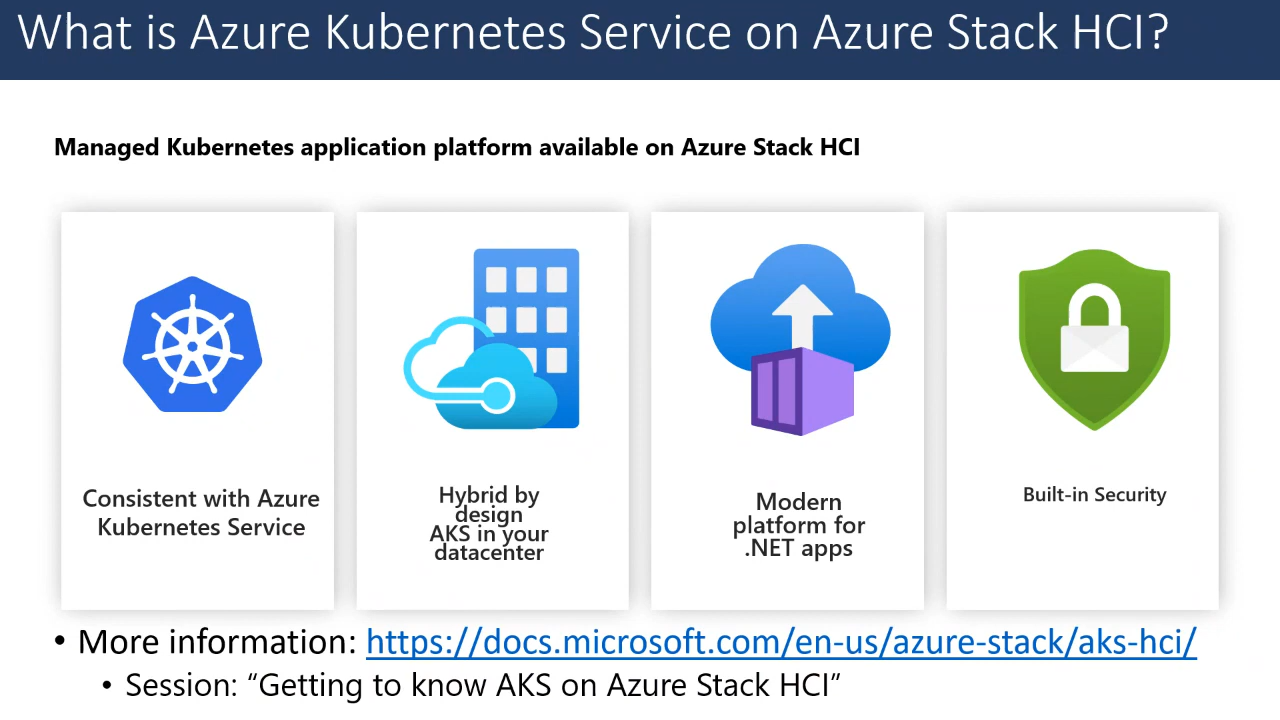 What is Azure Kubernetes Service on Azure Stack HCI?
Managed Kubernetes application platform available on Azure Stack HCI
Consistent with Azure
Kubernetes Service
Hybrid by
design
AKS in your
datacenter
Modern
platform for
.NET apps
Built-in Security
• More information: https://docs.microsoft.com/en-us/azure-stack/aks-hci/
• Session: “Getting to know AKS on Azure Stack HCI”